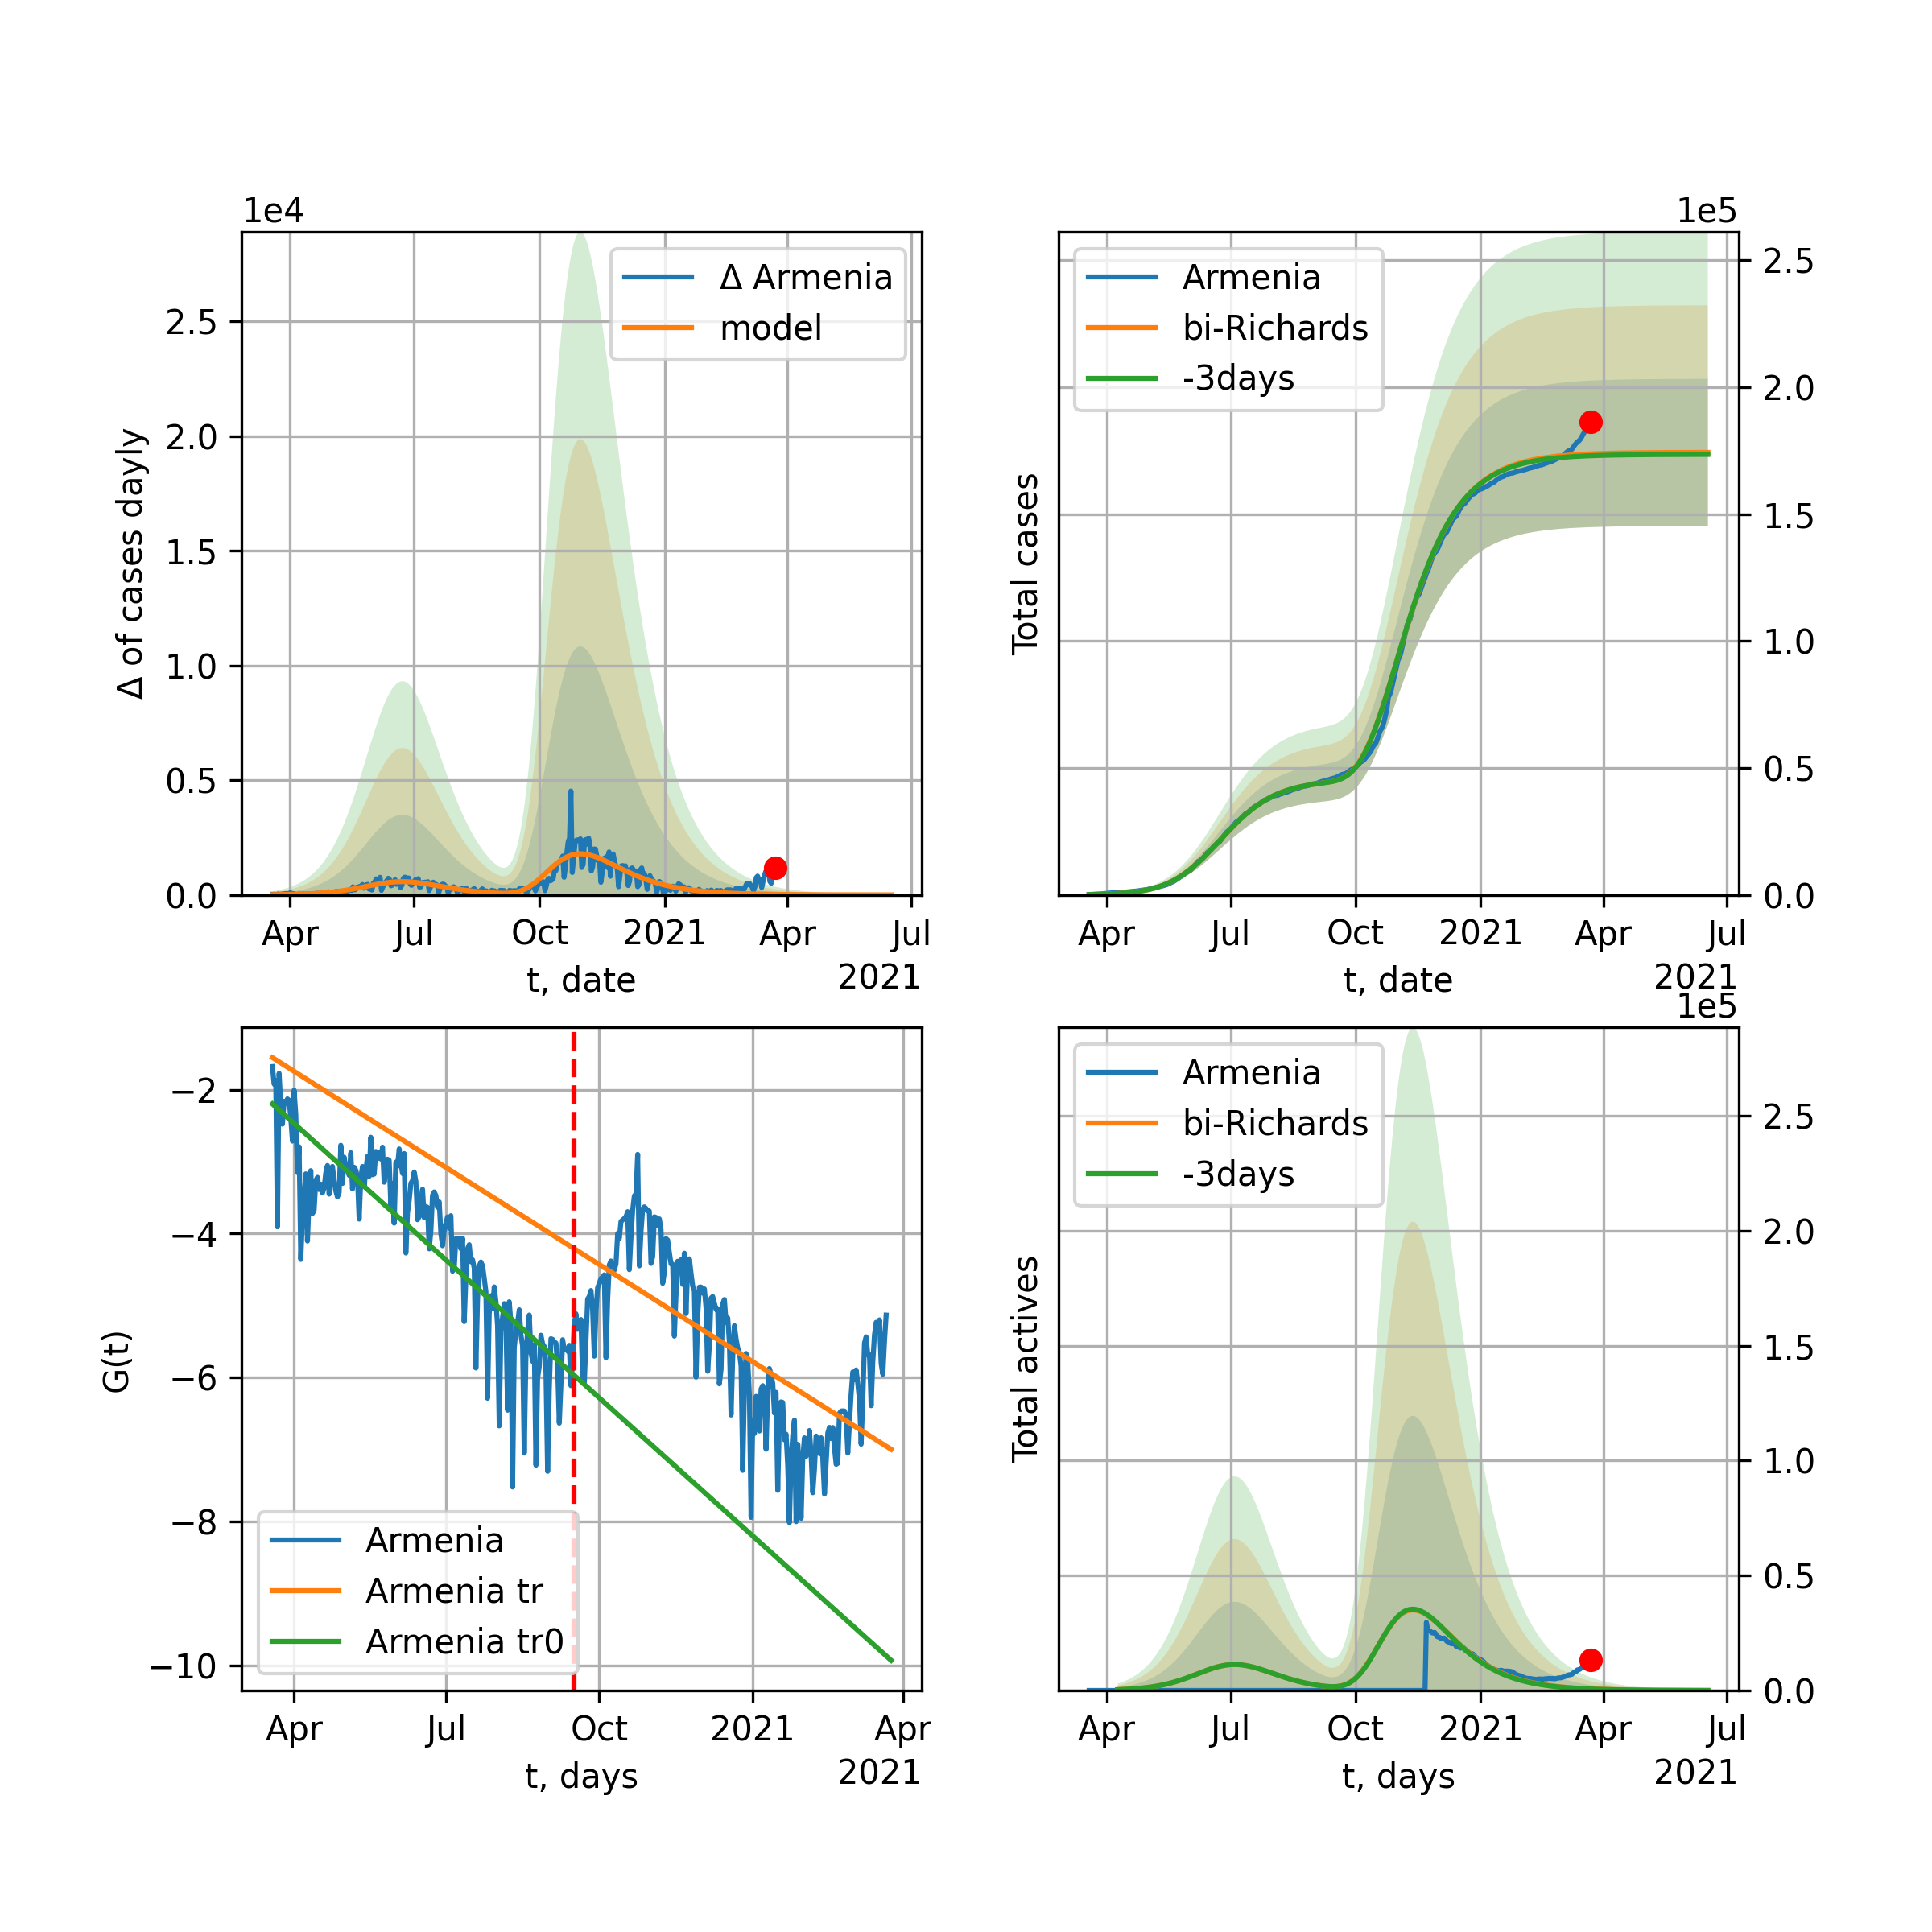 1e4
Δ of cases dayly
2.5
2.0
1.5
1.0
0.5
0.0
Δ Armenia
model
Apr Jul Oct 2021 Apr Jul
t, date
2021
1e5
Total cases
Armenia
bi-Richards
-3days
2.5
2.0
1.5
1.0
0.5
0.0
Apr Jul Oct 2021 Apr Jul
t, date
2021
G(t)
−2
−4
−6
−8
−10
Armenia
Armenia tr
Armenia tr0
Apr Jul Oct 2021 Apr
t, days
2021
1e5
Total actives
Armenia
bi-Richards
-3days
2.5
2.0
1.5
1.0
0.5
0.0
Apr Jul Oct 2021 Apr Jul
t, days
2021